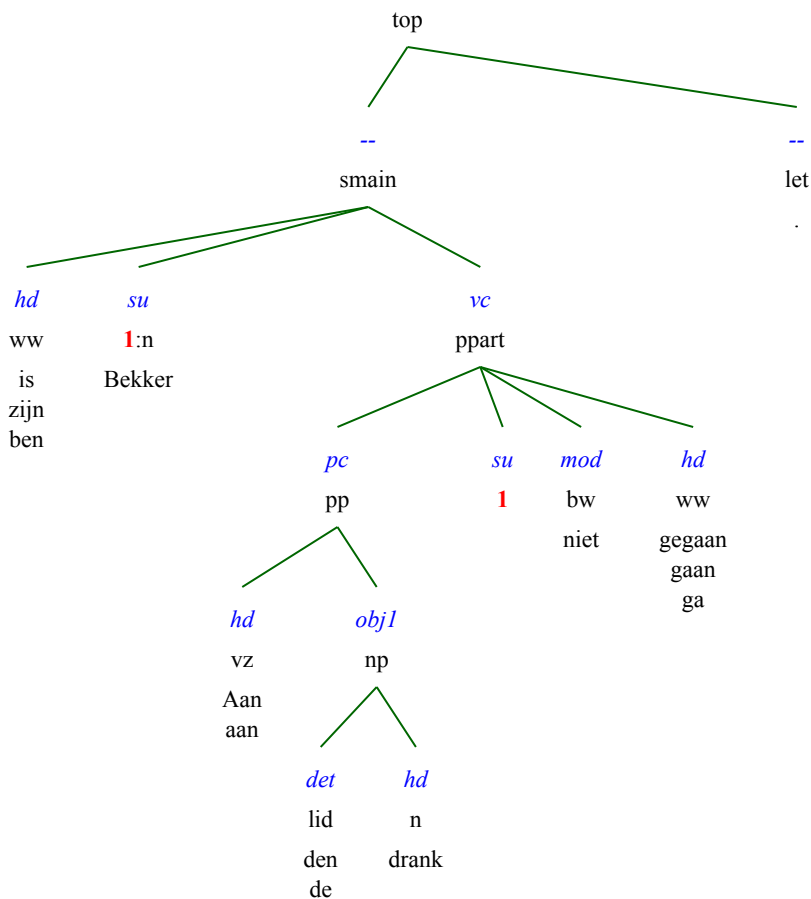 top
-- --
smain let
.
hd su vc
ww 1:n ppart
is Bekker
zijn
ben
pc su mod hd
pp 1 bw ww
niet gegaan
gaan
ga
hd obj1
vz np
Aan
aan
det hd
lid n
den drank
de